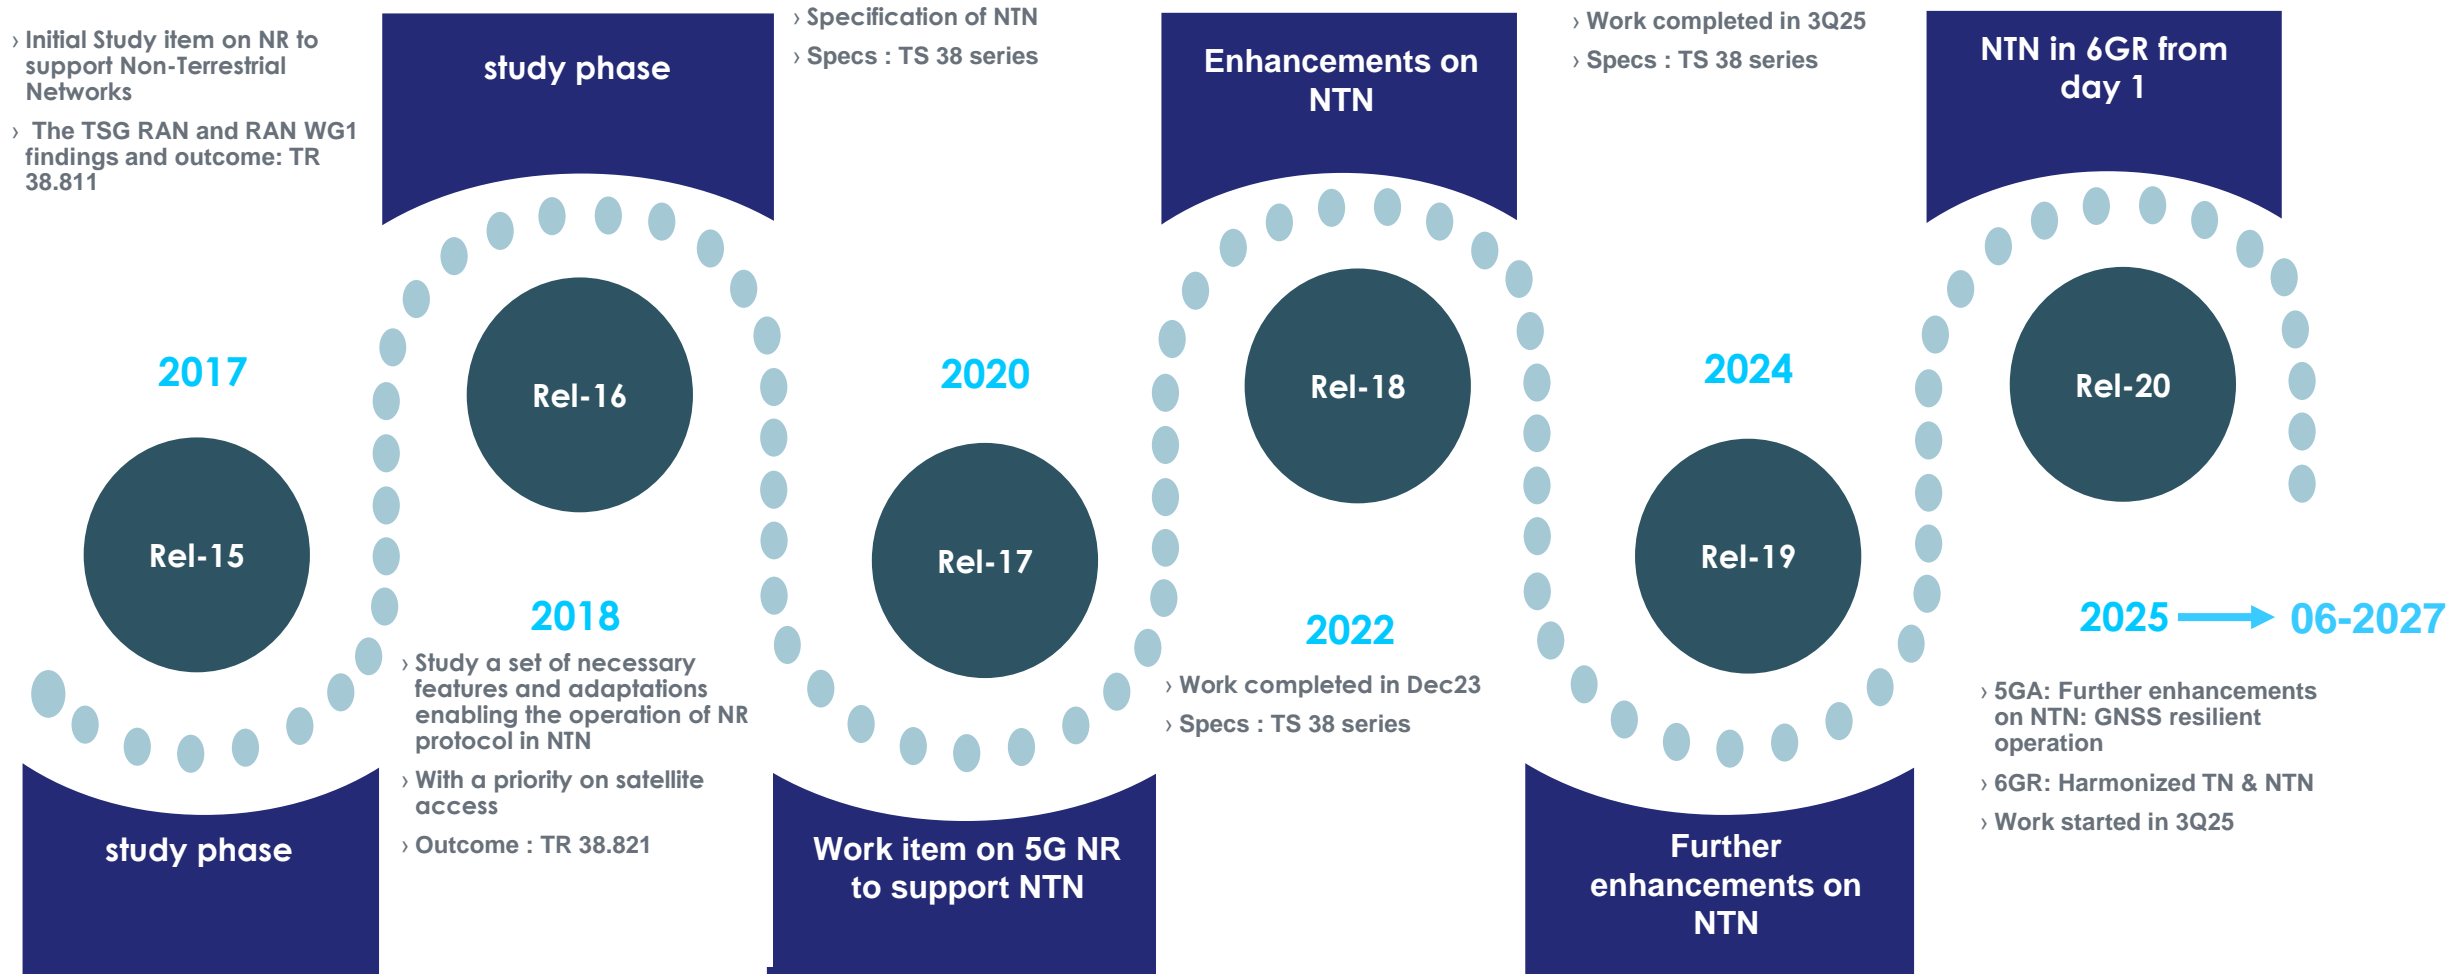 › Initial Study item on NR to
support Non-Terrestrial
Networks
› The TSG RAN and RAN WG1
findings and outcome: TR
38.811
2017
Rel-15
study phase
study phase
Rel-16
2018
› Study a set of necessary
features and adaptations
enabling the operation of NR
protocol in NTN
› With a priority on satellite
access
› Outcome : TR 38.821
› Specification of NTN
› Specs : TS 38 series
2020
Rel-17
Work item on 5G NR
to support NTN
Enhancements on
NTN
Rel-18
2022
› Work completed in Dec23
› Specs : TS 38 series
› Work completed in 3Q25
› Specs : TS 38 series
2024
Rel-19
Further
enhancements on
NTN
NTN in 6GR from
day 1
Rel-20
2025 → 06-2027
› 5GA: Further enhancements
on NTN: GNSS resilient
operation
› 6GR: Harmonized TN & NTN
› Work started in 3Q25